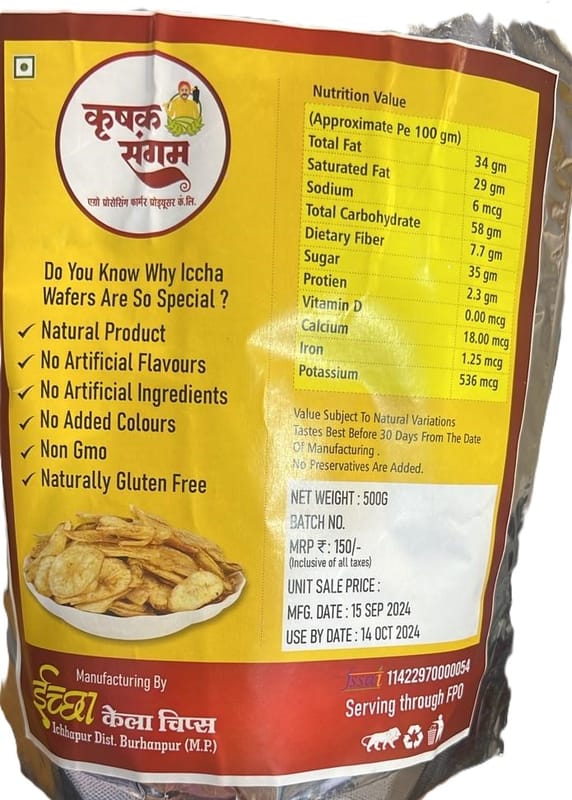 कृषक
संगम
एग्रो प्रोसेसिंग फार्मर प्रोड्यूसर कं.लि.
Do You Know Why Iccha
Wafers Are So Special ?
Natural Product
No Artificial Flavours
No Artificial Ingredients
No Added Colours
Non Gmo
Naturally Gluten Free
Nutrition Value
(Approximate Pe 100 gm)
Total Fat 34 gm
Saturated Fat 29 gm
Sodium 6 mcg
Total Carbohydrate 58 gm
Dietary Fiber 7.7 gm
Sugar 35 gm
Protien 2.3 gm
Vitamin D 0.00 mcg
Calcium 18.00 mcg
Iron 1.25 mcg
Potassium 536 mcg
Value Subject To Natural Variations
Tastes Best Before 30 Days From The Date
Of Manufacturing .
No Preservatives Are Added.
NET WEIGHT : 500G
BATCH NO.
MRP ₹: 150/-
(Inclusive of all taxes)
UNIT SALE PRICE :
MFG. DATE : 15 SEP 2024
USE BY DATE : 14 OCT 2024
Manufacturing By
ईच्छा केला चिप्स
Ichhapur Dist. Burhanpur (M.P.)
fssai 11422970000054
Serving through FPO